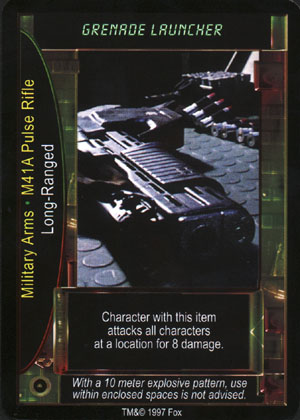 GRENADE LAUNCHER
Military Arms • M41A Pulse Rifle
Long-Ranged
Character with this item
attacks all characters
at a location for 8 damage.
With a 10 meter explosive pattern, use
within enclosed spaces is not advised.
TM&© 1997 Fox